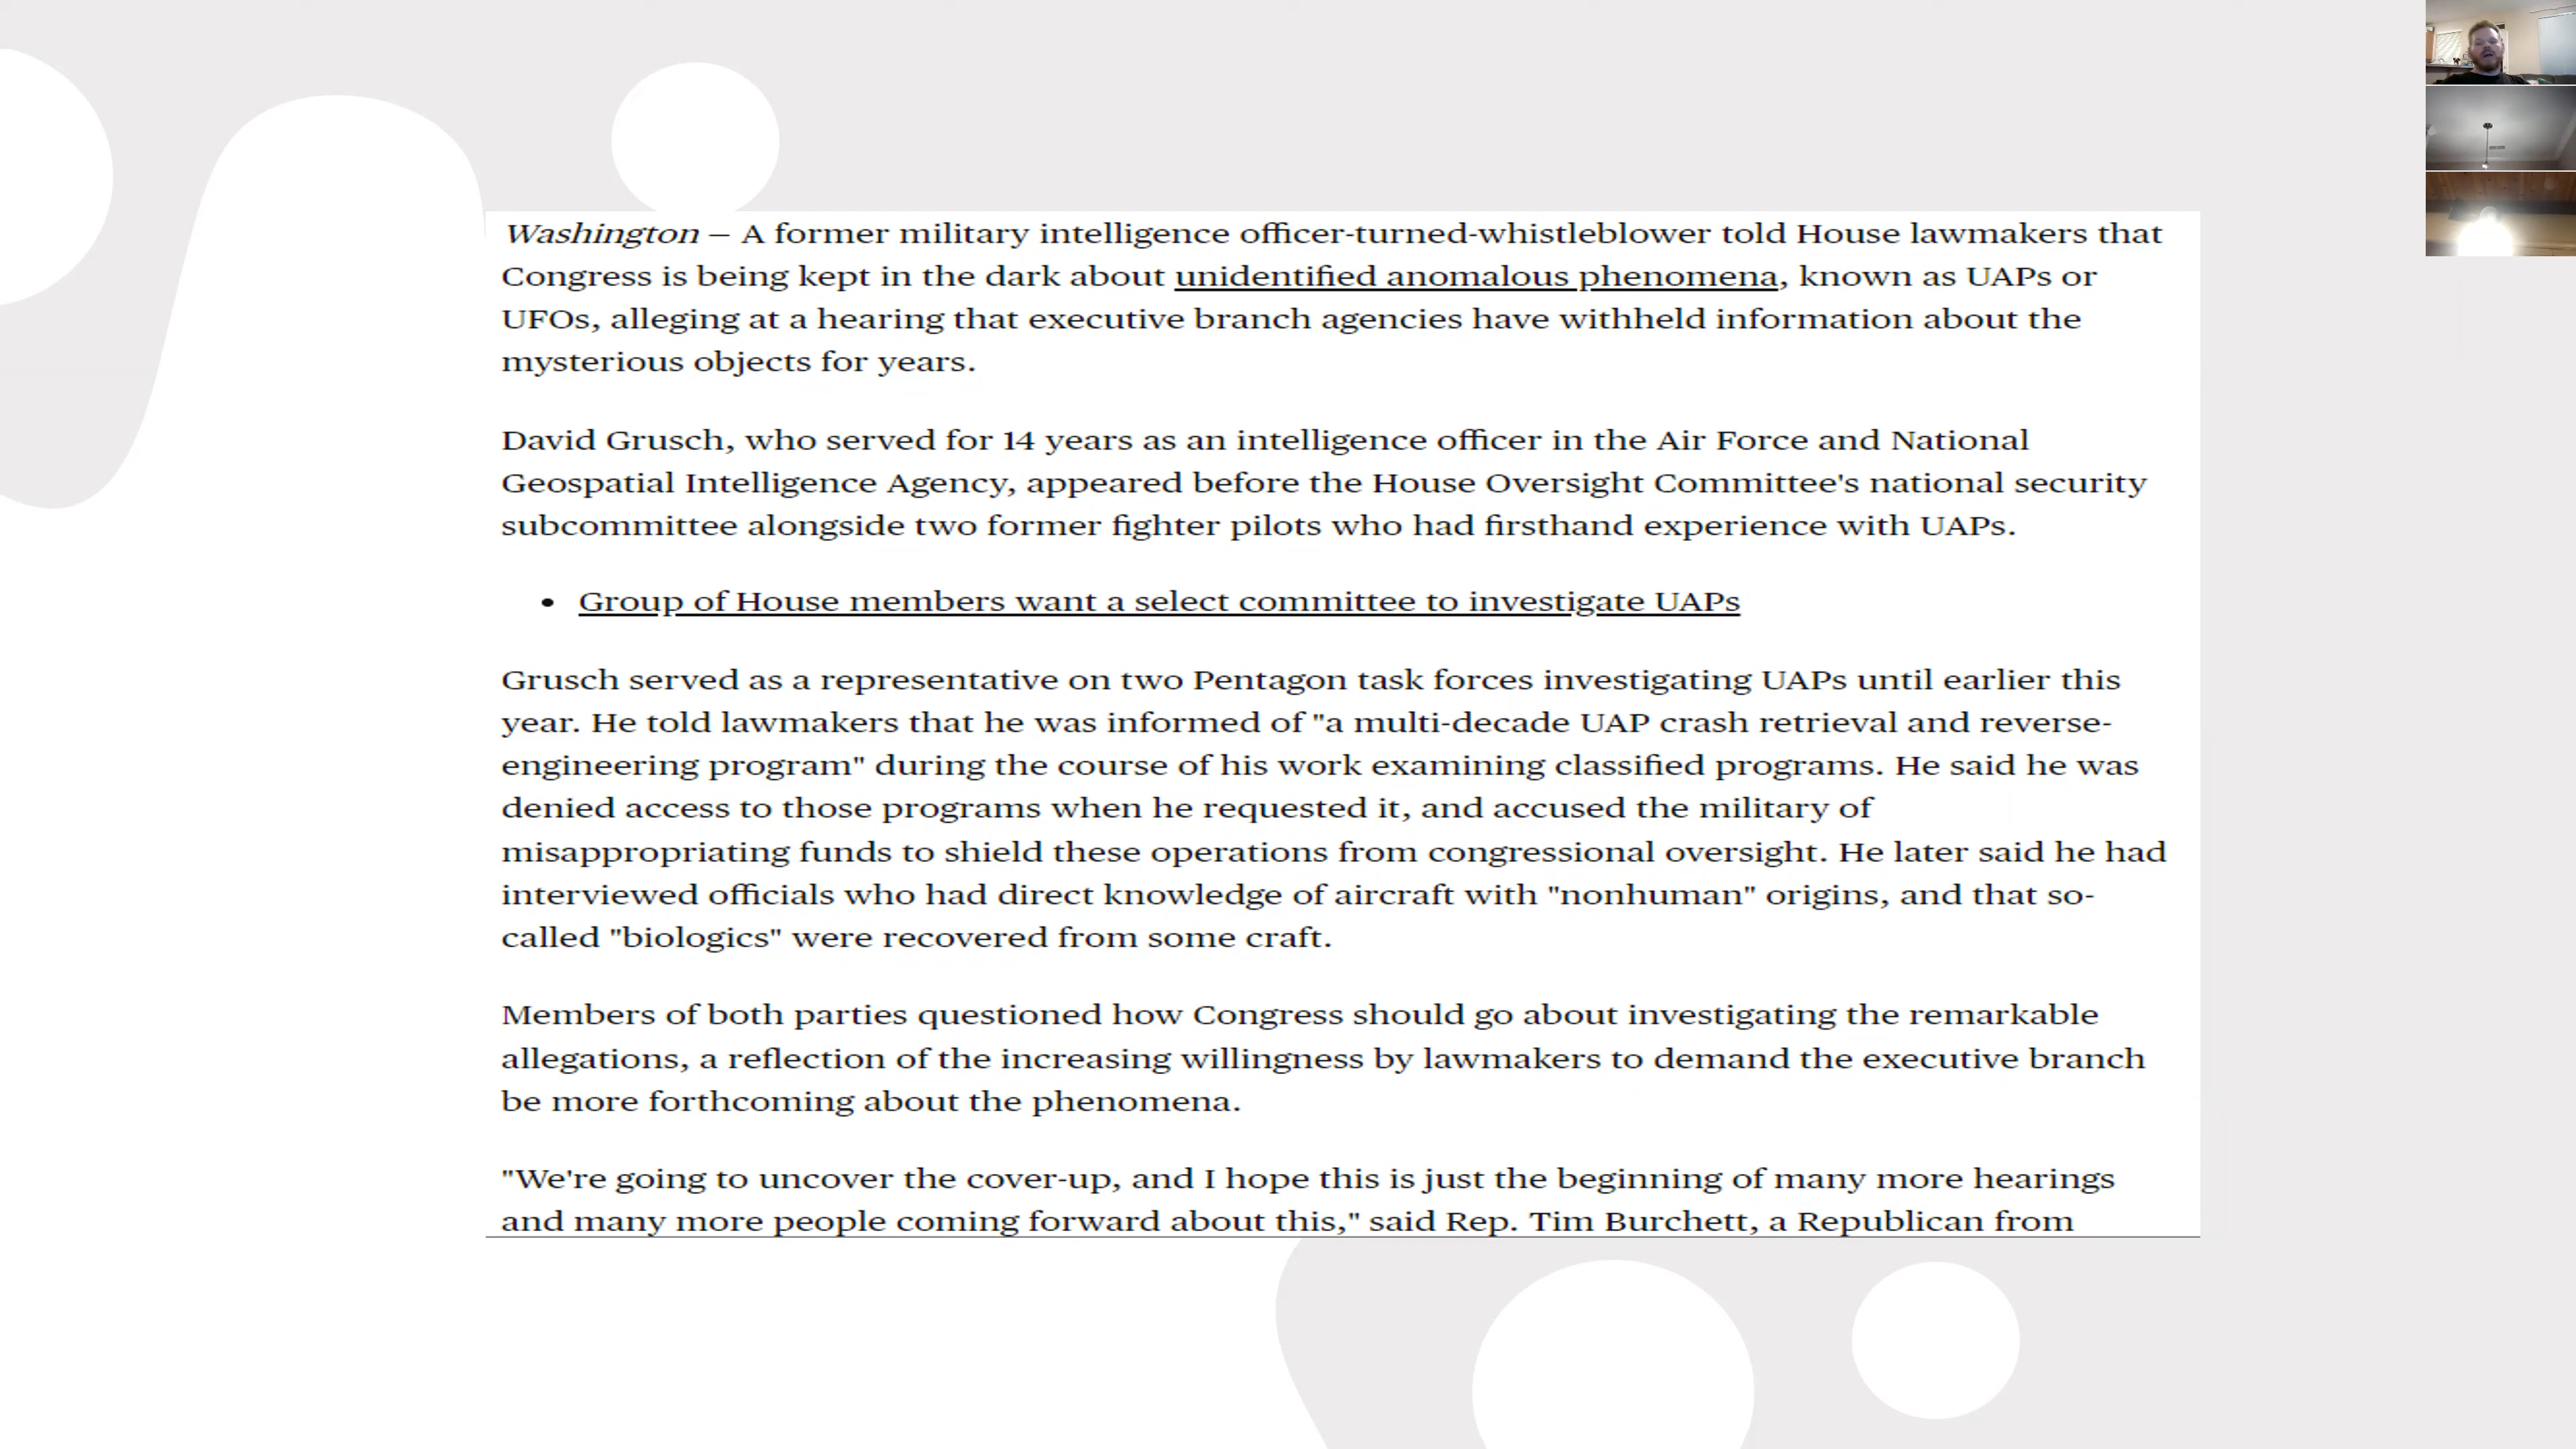 Washington – A former military intelligence officer-turned-whistleblower told House lawmakers that
Congress is being kept in the dark about unidentified anomalous phenomena, known as UAPs or
UFOs, alleging at a hearing that executive branch agencies have withheld information about the
mysterious objects for years.
David Grusch, who served for 14 years as an intelligence officer in the Air Force and National
Geospatial Intelligence Agency, appeared before the House Oversight Committee's national security
subcommittee alongside two former fighter pilots who had firsthand experience with UAPs.
• Group of House members want a select committee to investigate UAPs
Grusch served as a representative on two Pentagon task forces investigating UAPs until earlier this
year. He told lawmakers that he was informed of "a multi-decade UAP crash retrieval and reverse-
engineering program" during the course of his work examining classified programs. He said he was
denied access to those programs when he requested it, and accused the military of
misappropriating funds to shield these operations from congressional oversight. He later said he had
interviewed officials who had direct knowledge of aircraft with "nonhuman" origins, and that so-
called "biologics" were recovered from some craft.
Members of both parties questioned how Congress should go about investigating the remarkable
allegations, a reflection of the increasing willingness by lawmakers to demand the executive branch
be more forthcoming about the phenomena.
"We're going to uncover the cover-up, and I hope this is just the beginning of many more hearings
and many more people coming forward about this," said Rep. Tim Burchett, a Republican from